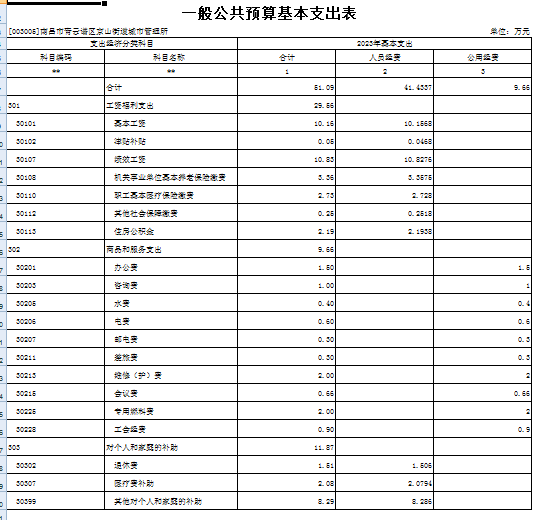 一般公共预算基本支出表
[003005]南昌市青云谱区京山街道城市管理所 单位：万元
支出经济分类科目 2023年基本支出
科目编码 科目名称 合计 人员经费 公用经费
** ** 1 2 3
合计 51.09 41.4337 9.66
301 工资福利支出 29.56
30101 基本工资 10.16 10.1568
30102 津贴补贴 0.05 0.0468
30107 绩效工资 10.83 10.8276
30108 机关事业单位基本养老保险缴费 3.36 3.3575
30110 职工基本医疗保险缴费 2.73 2.728
30112 其他社会保障缴费 0.25 0.2518
30113 住房公积金 2.19 2.1938
302 商品和服务支出 9.66
30201 办公费 1.50 1.5
30203 咨询费 1.00 1
30205 水费 0.40 0.4
30206 电费 0.60 0.6
30207 邮电费 0.30 0.3
30211 差旅费 0.30 0.3
30213 维修（护）费 2.00 2
30215 会议费 0.66 0.66
30225 专用燃料费 2.00 2
30228 工会经费 0.90 0.9
303 对个人和家庭的补助 11.87
30302 退休费 1.51 1.506
30307 医疗费补助 2.08 2.0794
30399 其他对个人和家庭的补助 8.29 8.286